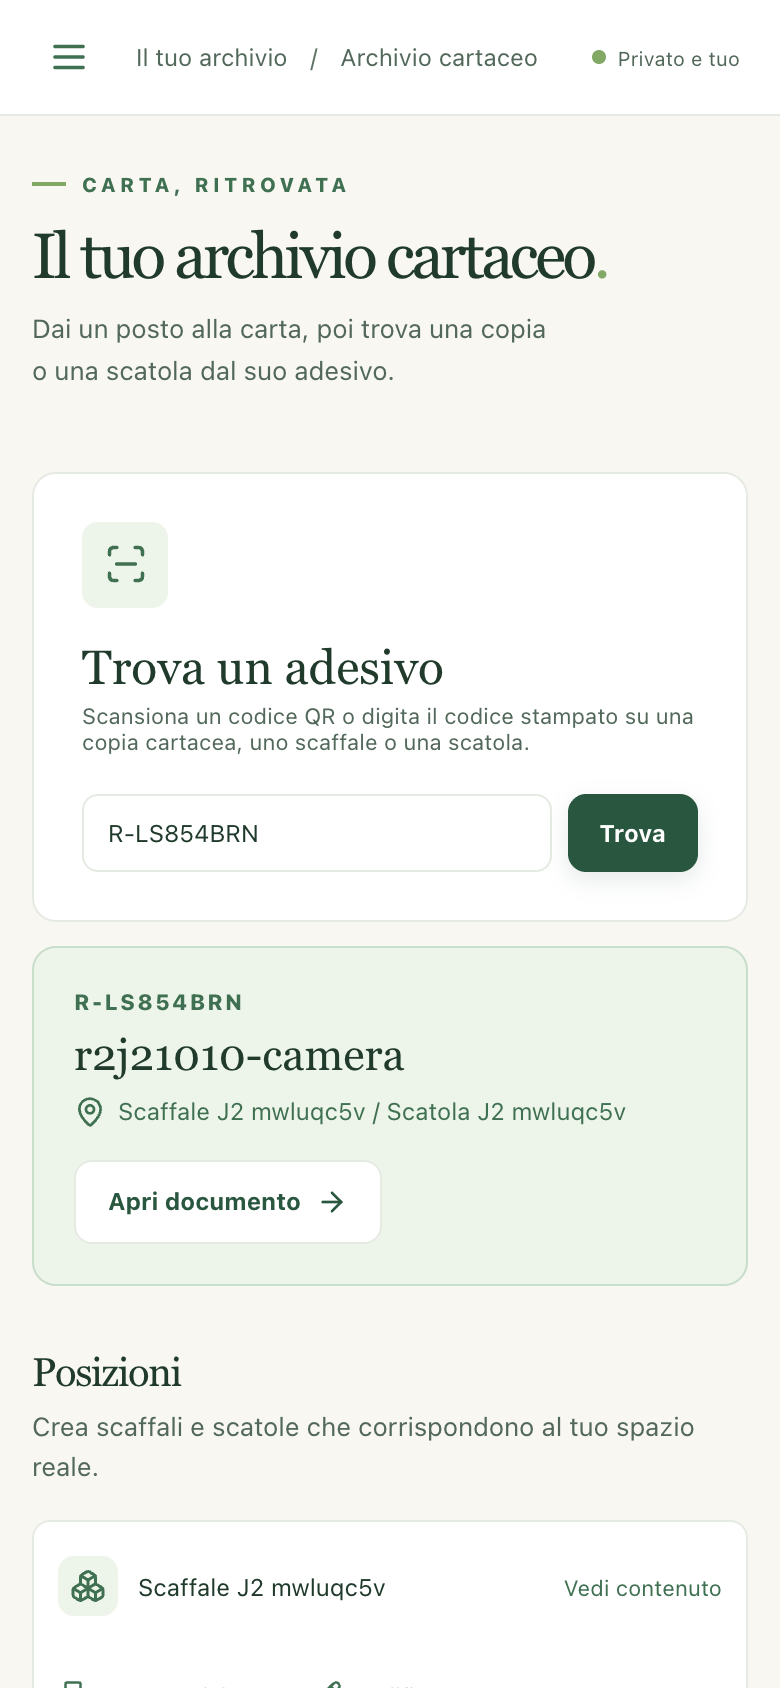 Il tuo archivio / Archivio cartaceo
Privato e tuo
CARTA, RITROVATA
Il tuo archivio cartaceo.
Dai un posto alla carta, poi trova una copia
o una scatola dal suo adesivo.
Trova un adesivo
Scansiona un codice QR o digita il codice stampato su una
copia cartacea, uno scaffale o una scatola.
R-LS854BRN
Trova
R-LS854BRN
r2j21010-camera
Scaffale J2 mwluqc5v / Scatola J2 mwluqc5v
Apri documento
Posizioni
Crea scaffali e scatole che corrispondono al tuo spazio
reale.
Scaffale J2 mwluqc5v
Vedi contenuto